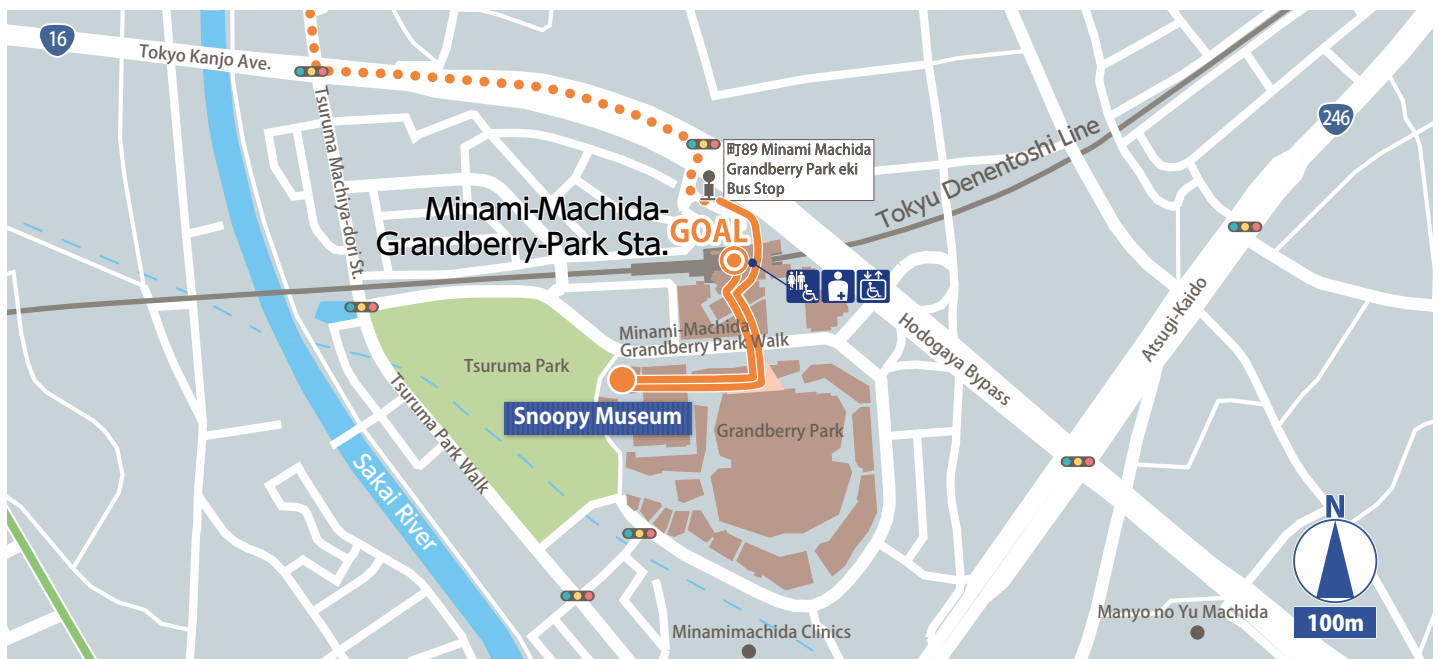 16
Tokyo Kanjo Ave.
Tsuruma Machiya-dori St.
町89 Minami Machida
Grandberry Park eki
Bus Stop
246
Tokyu Denentoshi Line
Minami-Machida-
Grandberry-Park Sta.
GOAL
Minami-Machida
Grandberry Park Walk
Hodogaya Bypass
Atsugi-Kaido
Tsuruma Park
Snoopy Museum
Grandberry Park
Tsuruma Park Walk
Sakai River
N
100m
Manyo no Yu Machida
Minamimachida Clinics